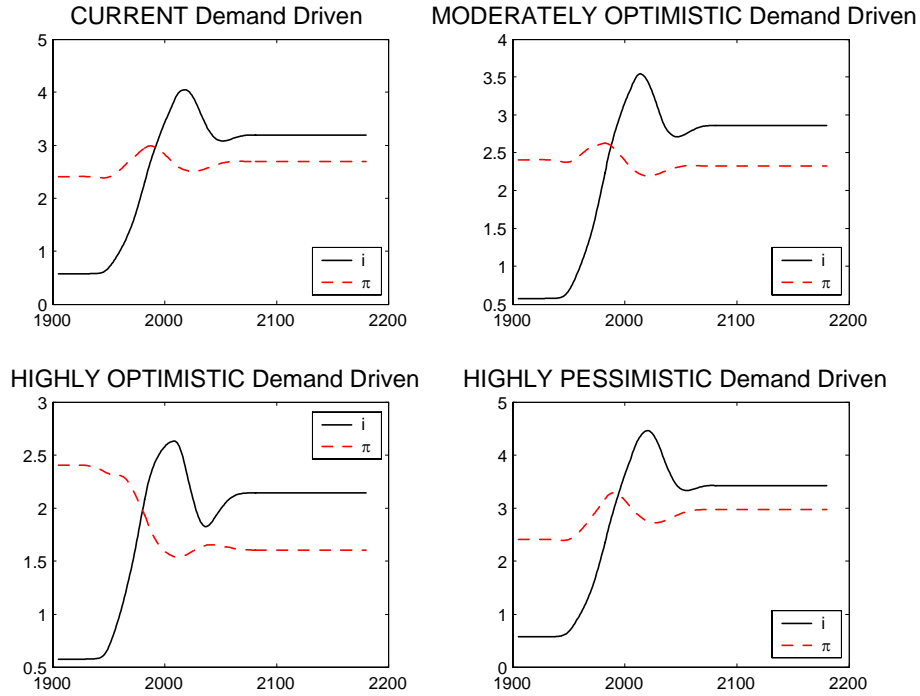 CURRENT Demand Driven
5
4
3
2
1
0
1900 2000 2100 2200
i
π
MODERATELY OPTIMISTIC Demand Driven
4
3.5
3
2.5
2
1.5
1
0.5
1900 2000 2100 2200
i
π
HIGHLY OPTIMISTIC Demand Driven
3
2.5
2
1.5
1
0.5
1900 2000 2100 2200
i
π
HIGHLY PESSIMISTIC Demand Driven
5
4
3
2
1
0
1900 2000 2100 2200
i
π